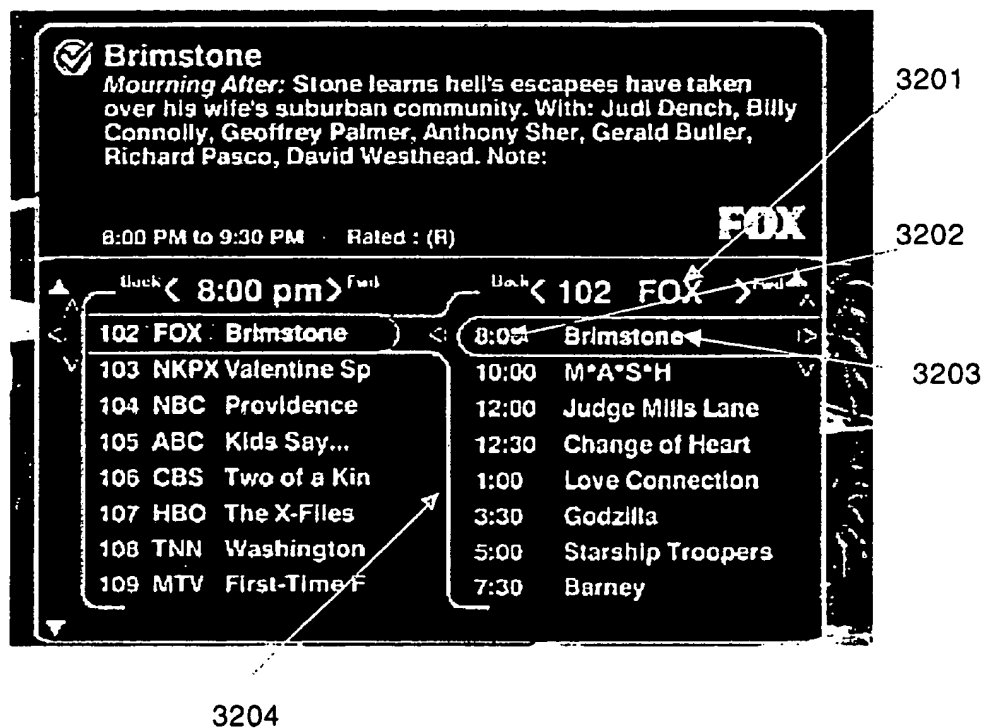 Brimstone
Mourning After: Stone learns hell's escapees have taken
over his wife's suburban community. With: Judi Dench, Billy
Connolly, Geoffrey Palmer, Anthony Sher, Gerald Butler,
Richard Pasco, David Westhead. Note:
8:00 PM to 9:30 PM · Rated : (R)
FOX
Back < 8:00 pm > Fwd
Back < 102 FOX > Fwd
102 FOX Brimstone
103 NKPX Valentine Sp
104 NBC Providence
105 ABC Kids Say...
106 CBS Two of a Kin
107 HBO The X-Files
108 TNN Washington
109 MTV First-Time F
8:00 Brimstone
10:00 M*A*S*H
12:00 Judge Mills Lane
12:30 Change of Heart
1:00 Love Connection
3:30 Godzilla
5:00 Starship Troopers
7:30 Barney
3201
3202
3203
3204